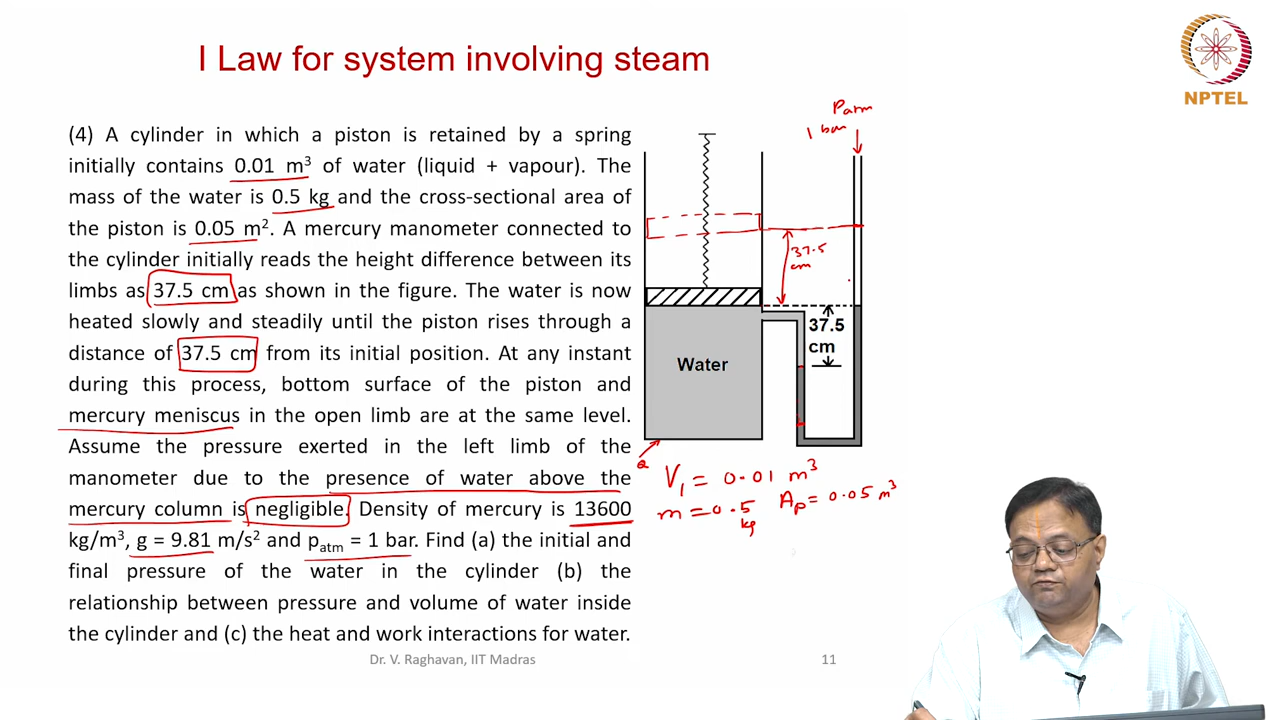 I Law for system involving steam
NPTEL
(4) A cylinder in which a piston is retained by a spring
initially contains 0.01 m³ of water (liquid + vapour). The
mass of the water is 0.5 kg and the cross-sectional area of
the piston is 0.05 m². A mercury manometer connected to
the cylinder initially reads the height difference between its
limbs as 37.5 cm as shown in the figure. The water is now
heated slowly and steadily until the piston rises through a
distance of 37.5 cm from its initial position. At any instant
during this process, bottom surface of the piston and
mercury meniscus in the open limb are at the same level.
Assume the pressure exerted in the left limb of the
manometer due to the presence of water above the
mercury column is negligible. Density of mercury is 13600
kg/m³, g = 9.81 m/s² and patm = 1 bar. Find (a) the initial and
final pressure of the water in the cylinder (b) the
relationship between pressure and volume of water inside
the cylinder and (c) the heat and work interactions for water.
Patm
1 bar
37.5
cm
37.5
cm
Water
Q
V1 = 0.01 m³
m = 0.5
kg
Ap = 0.05 m³
Dr. V. Raghavan, IIT Madras
11